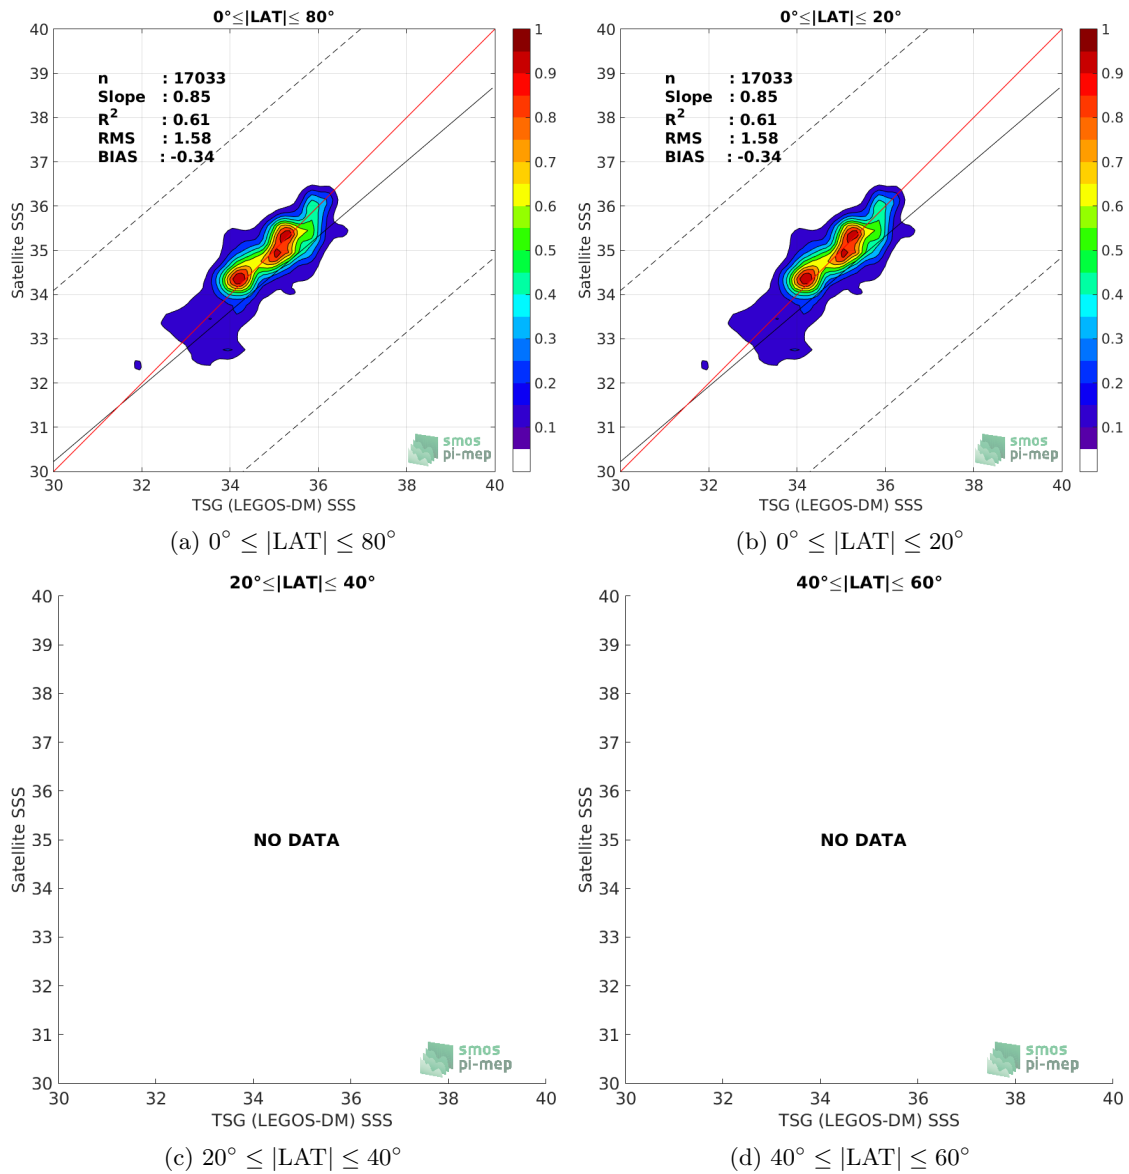 0°≤|LAT|≤ 80°
40
39
38
37
36
35
34
33
32
31
30
Satellite SSS
n : 17033
Slope : 0.85
R2 : 0.61
RMS : 1.58
BIAS : -0.34
smos
pi-mep
30
32
34
36
38
40
TSG (LEGOS-DM) SSS
1
0.9
0.8
0.7
0.6
0.5
0.4
0.3
0.2
0.1
(a) 0° ≤ |LAT| ≤ 80°
0°≤|LAT|≤ 20°
40
39
38
37
36
35
34
33
32
31
30
Satellite SSS
n : 17033
Slope : 0.85
R2 : 0.61
RMS : 1.58
BIAS : -0.34
smos
pi-mep
30
32
34
36
38
40
TSG (LEGOS-DM) SSS
1
0.9
0.8
0.7
0.6
0.5
0.4
0.3
0.2
0.1
(b) 0° ≤ |LAT| ≤ 20°
20°≤|LAT|≤ 40°
40
39
38
37
36
35
34
33
32
31
30
Satellite SSS
NO DATA
smos
pi-mep
30
32
34
36
38
40
TSG (LEGOS-DM) SSS
(c) 20° ≤ |LAT| ≤ 40°
40°≤|LAT|≤ 60°
40
39
38
37
36
35
34
33
32
31
30
Satellite SSS
NO DATA
smos
pi-mep
30
32
34
36
38
40
TSG (LEGOS-DM) SSS
(d) 40° ≤ |LAT| ≤ 60°